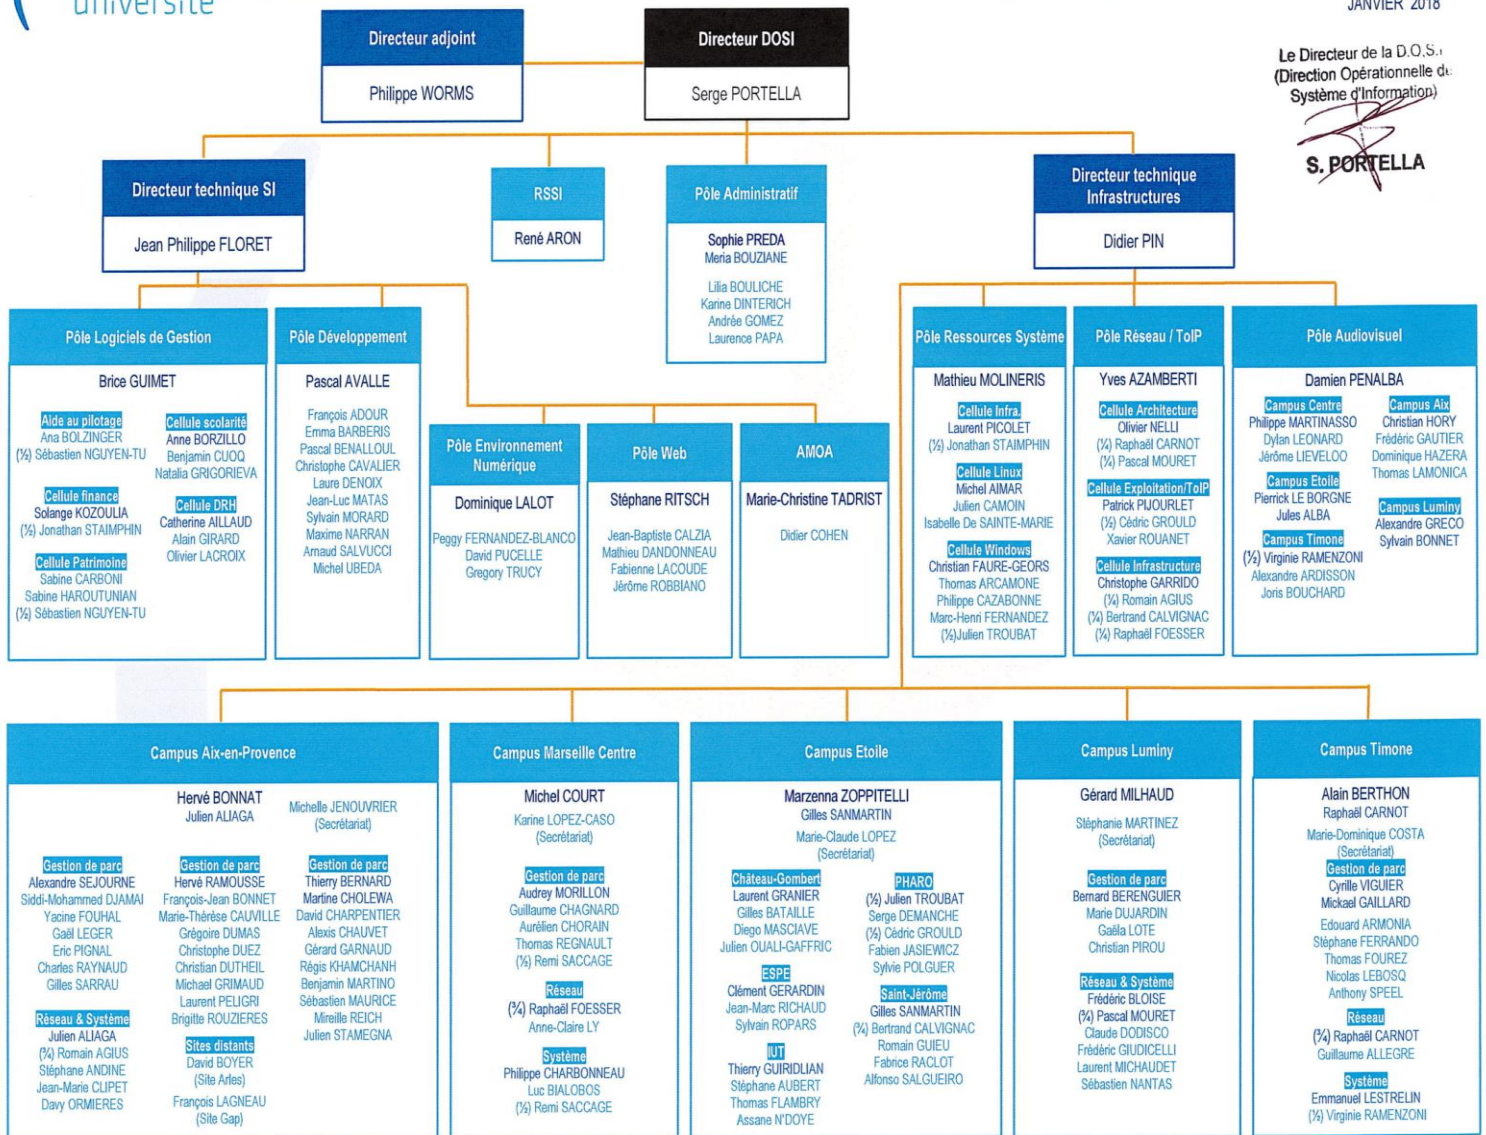 université
JANVIER 2018
Le Directeur de la D.O.S.I
(Direction Opérationnelle du
Système d'Information)
S. PORTELLA
Directeur adjoint
Philippe WORMS
Directeur DOSI
Serge PORTELLA
Directeur technique SI
Jean Philippe FLORET
RSSI
René ARON
Pôle Administratif
Sophie PREDA
Meria BOUZIANE
Lilia BOULICHE
Karine DINTERICH
Andrée GOMEZ
Laurence PAPA
Directeur technique
Infrastructures
Didier PIN
Pôle Logiciels de Gestion
Brice GUIMET
Aide au pilotage
Ana BOLZINGER
(½) Sébastien NGUYEN-TU
Cellule finance
Solange KOZOULIA
(½) Jonathan STAIMPHIN
Cellule Patrimoine
Sabine CARBONI
Sabine HAROUTUNIAN
(½) Sébastien NGUYEN-TU
Cellule scolarité
Anne BORZILLO
Benjamin CUOQ
Natalia GRIGORIEVA
Cellule DRH
Catherine AILLAUD
Alain GIRARD
Olivier LACROIX
Pôle Développement
Pascal AVALLE
François ADOUR
Emma BARBERIS
Pascal BENALLOUL
Christophe CAVALIER
Laure DENOIX
Jean-Luc MATAS
Sylvain MORARD
Maxime NARRAN
Arnaud SALVUCCI
Michel UBEDA
Pôle Environnement
Numérique
Dominique LALOT
Peggy FERNANDEZ-BLANCO
David PUCELLE
Gregory TRUCY
Pôle Web
Stéphane RITSCH
Jean-Baptiste CALZIA
Mathieu DANDONNEAU
Fabienne LACOUDE
Jérôme ROBBIANO
AMOA
Marie-Christine TADRIST
Didier COHEN
Pôle Ressources Système
Mathieu MOLINERIS
Cellule Infra.
Laurent PICOLET
(½) Jonathan STAIMPHIN
Cellule Linux
Michel AIMAR
Julien CAMOIN
Isabelle De SAINTE-MARIE
Cellule Windows
Christian FAURE-GEORS
Thomas ARCAMONE
Philippe CAZABONNE
Marc-Henri FERNANDEZ
(½)Julien TROUBAT
Pôle Réseau / ToIP
Yves AZAMBERTI
Cellule Architecture
Olivier NELLI
(¼) Raphaël CARNOT
(¼) Pascal MOURET
Cellule Exploitation/ToIP
Patrick PIJOURLET
(½) Cédric GROULD
Xavier ROUANET
Cellule Infrastructure
Christophe GARRIDO
(¼) Romain AGIUS
(¼) Bertrand CALVIGNAC
(¼) Raphaël FOESSER
Pôle Audiovisuel
Damien PENALBA
Campus Centre
Philippe MARTINASSO
Dylan LEONARD
Jérôme LIEVELOO
Campus Etoile
Pierrick LE BORGNE
Jules ALBA
Campus Timone
(½) Virginie RAMENZONI
Alexandre ARDISSON
Joris BOUCHARD
Campus Aix
Christian HORY
Frédéric GAUTIER
Dominique HAZERA
Thomas LAMONICA
Campus Luminy
Alexandre GRECO
Sylvain BONNET
Campus Aix-en-Provence
Hervé BONNAT
Julien ALIAGA
Michelle JENOUVRIER
(Secrétariat)
Gestion de parc
Alexandre SEJOURNE
Siddi-Mohammed DJAMAI
Yacine FOUHAL
Gaël LEGER
Eric PIGNAL
Charles RAYNAUD
Gilles SARRAU
Réseau & Système
Julien ALIAGA
(¾) Romain AGIUS
Stéphane ANDINE
Jean-Marie CLIPET
Davy ORMIERES
Gestion de parc
Hervé RAMOUSSE
François-Jean BONNET
Marie-Thérèse CAUVILLE
Grégoire DUMAS
Christophe DUEZ
Christian DUTHEIL
Michael GRIMAUD
Laurent PELIGRI
Brigitte ROUZIERES
Sites distants
David BOYER
(Site Arles)
François LAGNEAU
(Site Gap)
Gestion de parc
Thierry BERNARD
Martine CHOLEWA
David CHARPENTIER
Alexis CHAUVET
Gérard GARNAUD
Régis KHAMCHANH
Benjamin MARTINO
Sébastien MAURICE
Mireille REICH
Julien STAMEGNA
Campus Marseille Centre
Michel COURT
Karine LOPEZ-CASO
(Secrétariat)
Gestion de parc
Audrey MORILLON
Guillaume CHAGNARD
Aurélien CHORAIN
Thomas REGNAULT
(½) Remi SACCAGE
Réseau
(¾) Raphaël FOESSER
Anne-Claire LY
Système
Philippe CHARBONNEAU
Luc BIALOBOS
(½) Remi SACCAGE
Campus Etoile
Marzenna ZOPPITELLI
Gilles SANMARTIN
Marie-Claude LOPEZ
(Secrétariat)
Château-Gombert
Laurent GRANIER
Gilles BATAILLE
Diego MASCIAVE
Julien OUALI-GAFFRIC
ESPE
Clément GERARDIN
Jean-Marc RICHAUD
Sylvain ROPARS
IUT
Thierry GUIRIDLIAN
Stéphane AUBERT
Thomas FLAMBRY
Assane N'DOYE
PHARO
(½) Julien TROUBAT
Serge DEMANCHE
(½) Cédric GROULD
Fabien JASIEWICZ
Sylvie POLGUER
Saint-Jérôme
Gilles SANMARTIN
(¾) Bertrand CALVIGNAC
Romain GUIEU
Fabrice RACLOT
Alfonso SALGUEIRO
Campus Luminy
Gérard MILHAUD
Stéphanie MARTINEZ
(Secrétariat)
Gestion de parc
Bernard BERENGUIER
Marie DUJARDIN
Gaëla LOTE
Christian PIROU
Réseau & Système
Frédéric BLOISE
(¾) Pascal MOURET
Claude DODISCO
Frédéric GIUDICELLI
Laurent MICHAUDET
Sébastien NANTAS
Campus Timone
Alain BERTHON
Raphaël CARNOT
Marie-Dominique COSTA
(Secrétariat)
Gestion de parc
Cyrille VIGUIER
Mickael GAILLARD
Edouard ARMONIA
Stéphane FERRANDO
Thomas FOUREZ
Nicolas LEBOSQ
Anthony SPEEL
Réseau
(¾) Raphaël CARNOT
Guillaume ALLEGRE
Système
Emmanuel LESTRELIN
(½) Virginie RAMENZONI